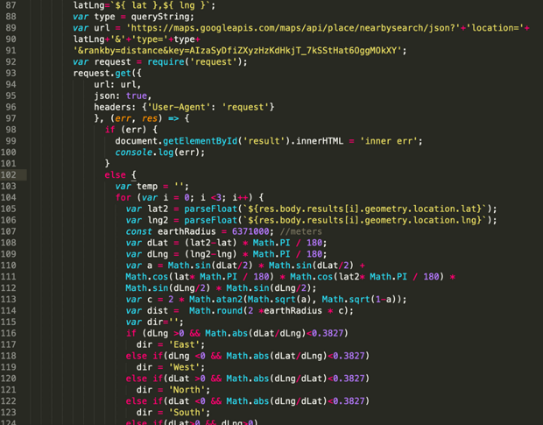 87 latLng=`${ lat },${ lng }`;
88 var type = queryString;
89 var url = 'https://maps.googleapis.com/maps/api/place/nearbysearch/json?'+'location='+
90 latLng+'&'+'type='+type+
91 '&rankby=distance&key=
92 var request = require('request');
93 request.get({
94 url: url,
95 json: true,
96 headers: {'User-Agent': 'request'}
97 }, (err, res) => {
98 if (err) {
99 document.getElementById('result').innerHTML = 'inner err';
100 console.log(err);
101 }
102 else {
103 var temp = '';
104 for (var i = 0; i <3; i++) {
105 var lat2 = parseFloat(`${res.body.results[i].geometry.location.lat}`);
106 var lng2 = parseFloat(`${res.body.results[i].geometry.location.lng}`);
107 const earthRadius = 6371000; //meters
108 var dLat = (lat2-lat) * Math.PI / 180;
109 var dLng = (lng2-lng) * Math.PI / 180;
110 var a = Math.sin(dLat/2) * Math.sin(dLat/2) +
111 Math.cos(lat* Math.PI / 180) * Math.cos(lat2* Math.PI / 180) *
112 Math.sin(dLng/2) * Math.sin(dLng/2);
113 var c = 2 * Math.atan2(Math.sqrt(a), Math.sqrt(1-a));
114 var dist = Math.round(2 *earthRadius * c);
115 var dir='';
116 if (dLng >0 && Math.abs(dLat/dLng)<0.3827)
117 dir = 'East';
118 else if(dLng <0 && Math.abs(dLat/dLng)<0.3827)
119 dir = 'West';
120 else if(dLat >0 && Math.abs(dLng/dLat)<0.3827)
121 dir = 'North';
122 else if(dLat <0 && Math.abs(dLng/dLat)<0.3827)
123 dir = 'South';
124 else if(dLat>0 && dLng>0)